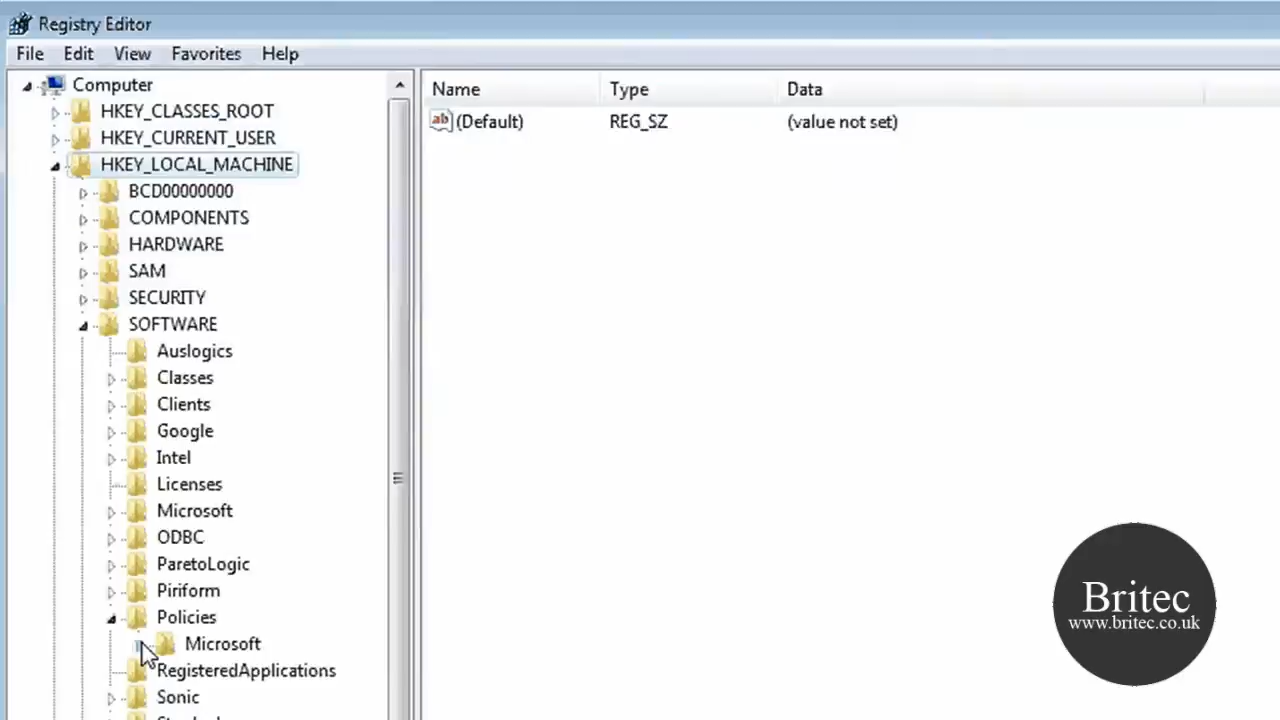 Registry Editor
File Edit View Favorites Help
Computer
HKEY_CLASSES_ROOT
HKEY_CURRENT_USER
HKEY_LOCAL_MACHINE
BCD00000000
COMPONENTS
HARDWARE
SAM
SECURITY
SOFTWARE
Auslogics
Classes
Clients
Google
Intel
Licenses
Microsoft
ODBC
ParetoLogic
Piriform
Policies
Microsoft
RegisteredApplications
Sonic
Name Type Data
ab (Default) REG_SZ (value not set)
Britec
www.britec.co.uk